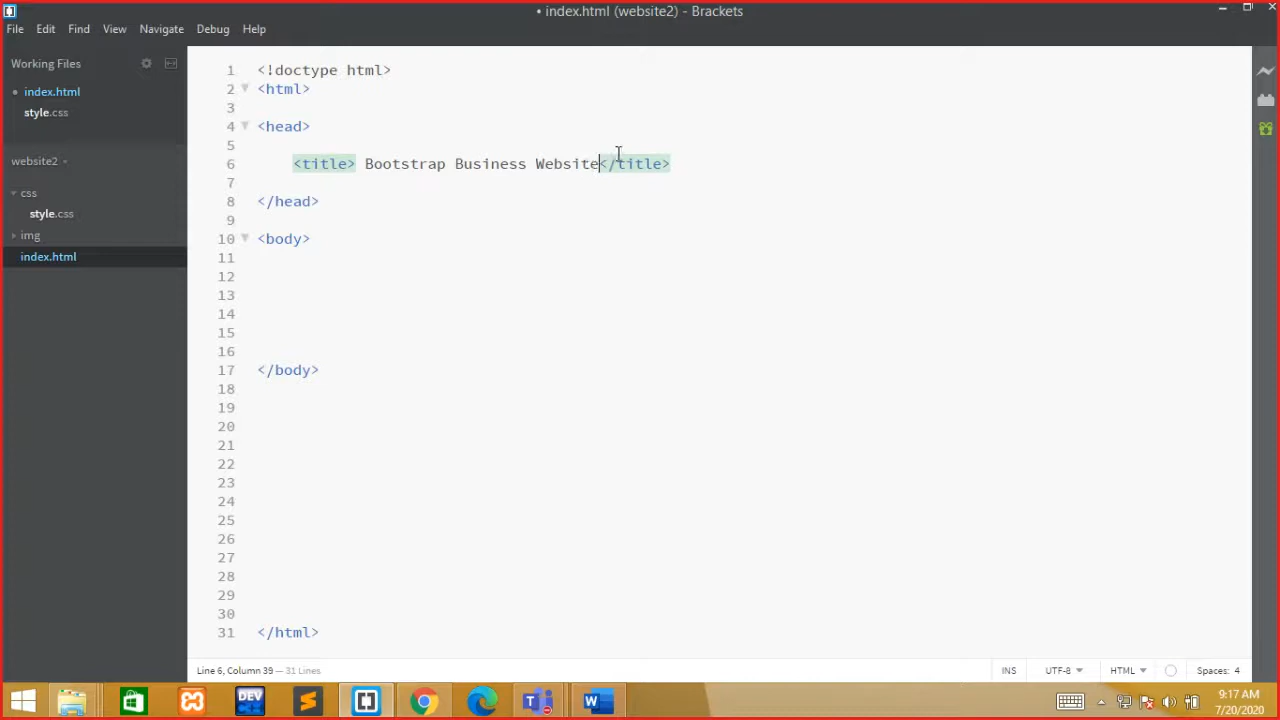 • index.html (website2) - Brackets
File Edit Find View Navigate Debug Help
Working Files
• index.html
style.css
website2
css
style.css
img
index.html
1 <!doctype html>
2 <html>
3
4 <head>
5
6 <title> Bootstrap Business Website</title>
7
8 </head>
9
10 <body>
11
12
13
14
15
16
17 </body>
18
19
20
21
22
23
24
25
26
27
28
29
30
31 </html>
Line 6, Column 39 — 31 Lines
INS UTF-8 HTML Spaces: 4
DEV
9:17 AM
7/20/2020